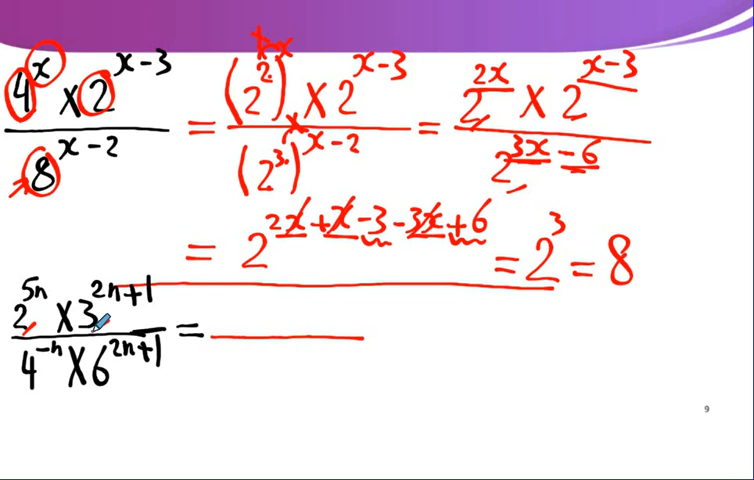 4^x × 2^(x-3) / 8^(x-2) = (2^2)^x × 2^(x-3) / (2^3)^(x-2) = 2^(2x) × 2^(x-3) / 2^(3x-6)
= 2^(2x+x-3-3x+6) = 2^3 = 8
2^(5n) × 3^(2n+1) / 4^(-n) × 6^(2n+1) =
9